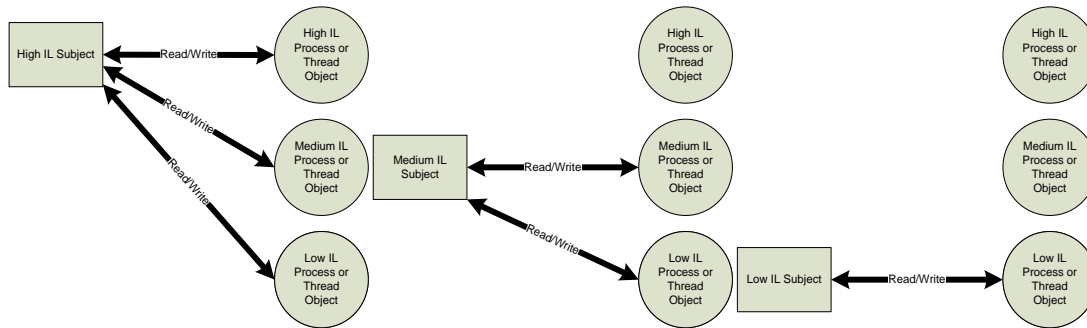 High IL Subject
Read/Write
Read/Write
Read/Write
High IL
Process or
Thread
Object
Medium IL
Process or
Thread
Object
Low IL
Process or
Thread
Object
Medium IL
Subject
Read/Write
Read/Write
High IL
Process or
Thread
Object
Medium IL
Process or
Thread
Object
Low IL
Process or
Thread
Object
Low IL Subject
Read/Write
High IL
Process or
Thread
Object
Medium IL
Process or
Thread
Object
Low IL
Process or
Thread
Object